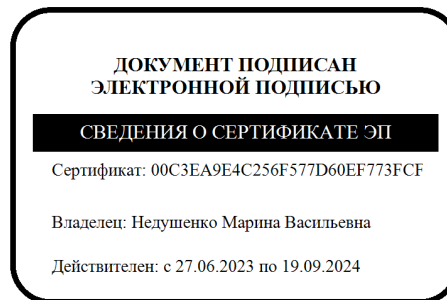 ДОКУМЕНТ ПОДПИСАН
ЭЛЕКТРОННОЙ ПОДПИСЬЮ
СВЕДЕНИЯ О СЕРТИФИКАТЕ ЭП
Сертификат: 00C3EA9E4C256F577D60EF773FCF
Владелец: Недушенко Марина Васильевна
Действителен: с 27.06.2023 по 19.09.2024